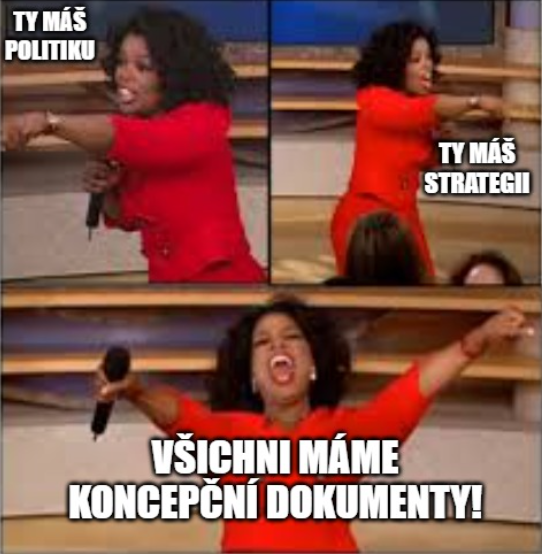 TY MÁŠ
POLITIKU
TY MÁŠ
STRATEGII
VŠICHNI MÁME
KONCEPČNÍ DOKUMENTY!